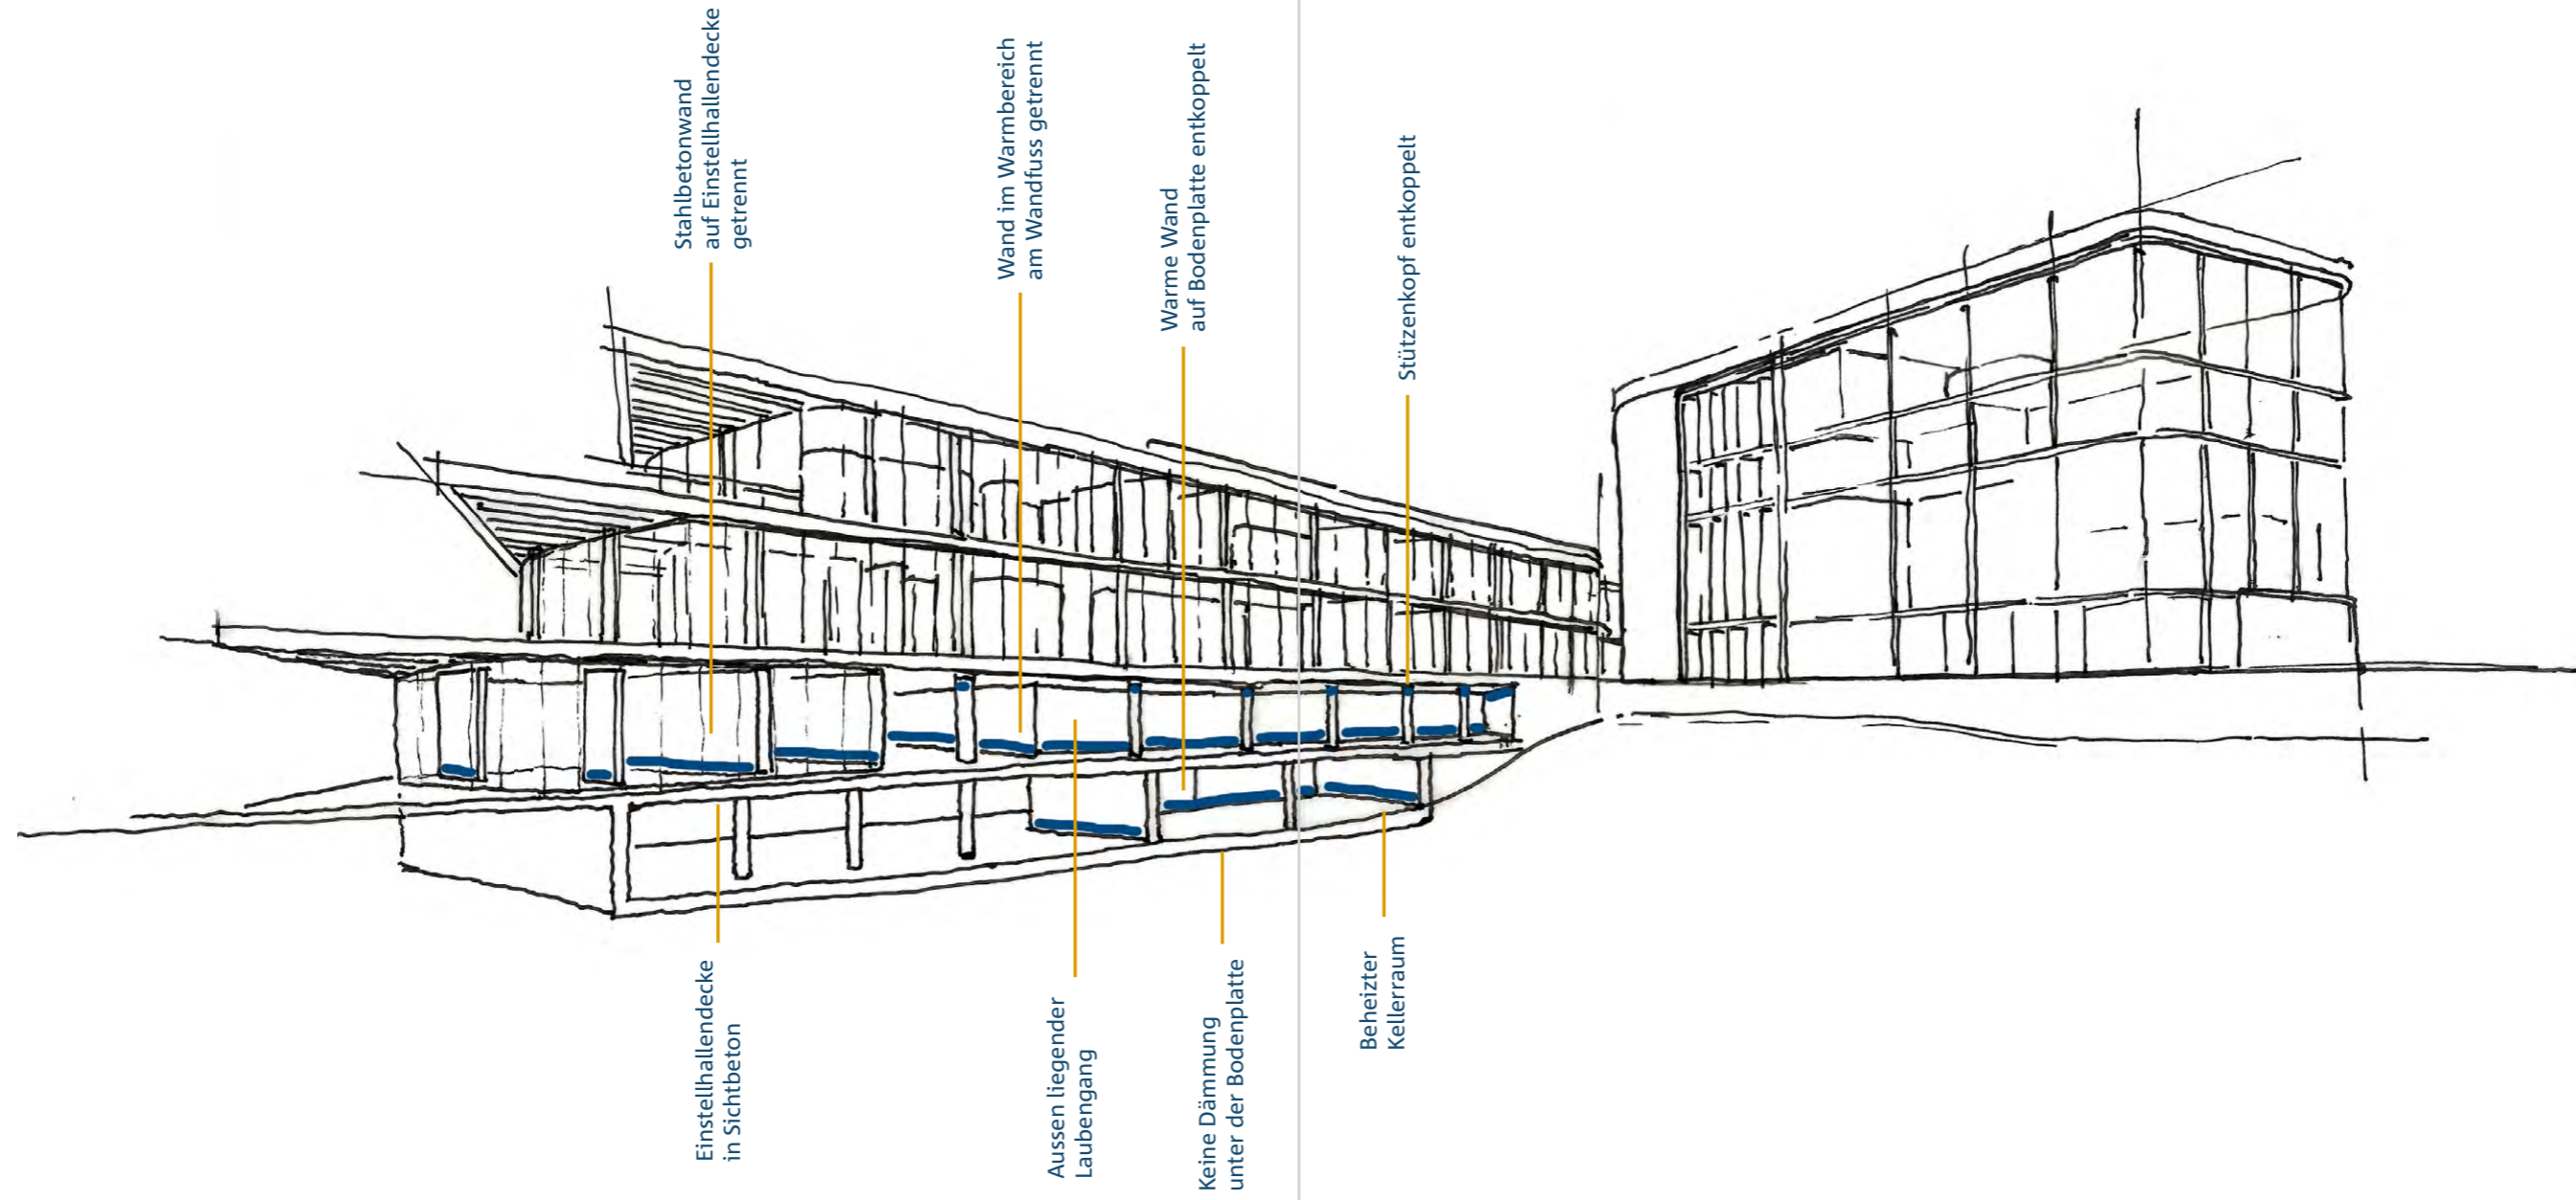 Stahlbetonwand
auf Einstellhallendecke
getrennt
Wand im Warmbereich
am Wandfuss getrennt
Warme Wand
auf Bodenplatte entkoppelt
Stützenkopf entkoppelt
Einstellhallendecke
in Sichtbeton
Aussen liegender
Laubengang
Keine Dämmung
unter der Bodenplatte
Beheizter
Kellerraum